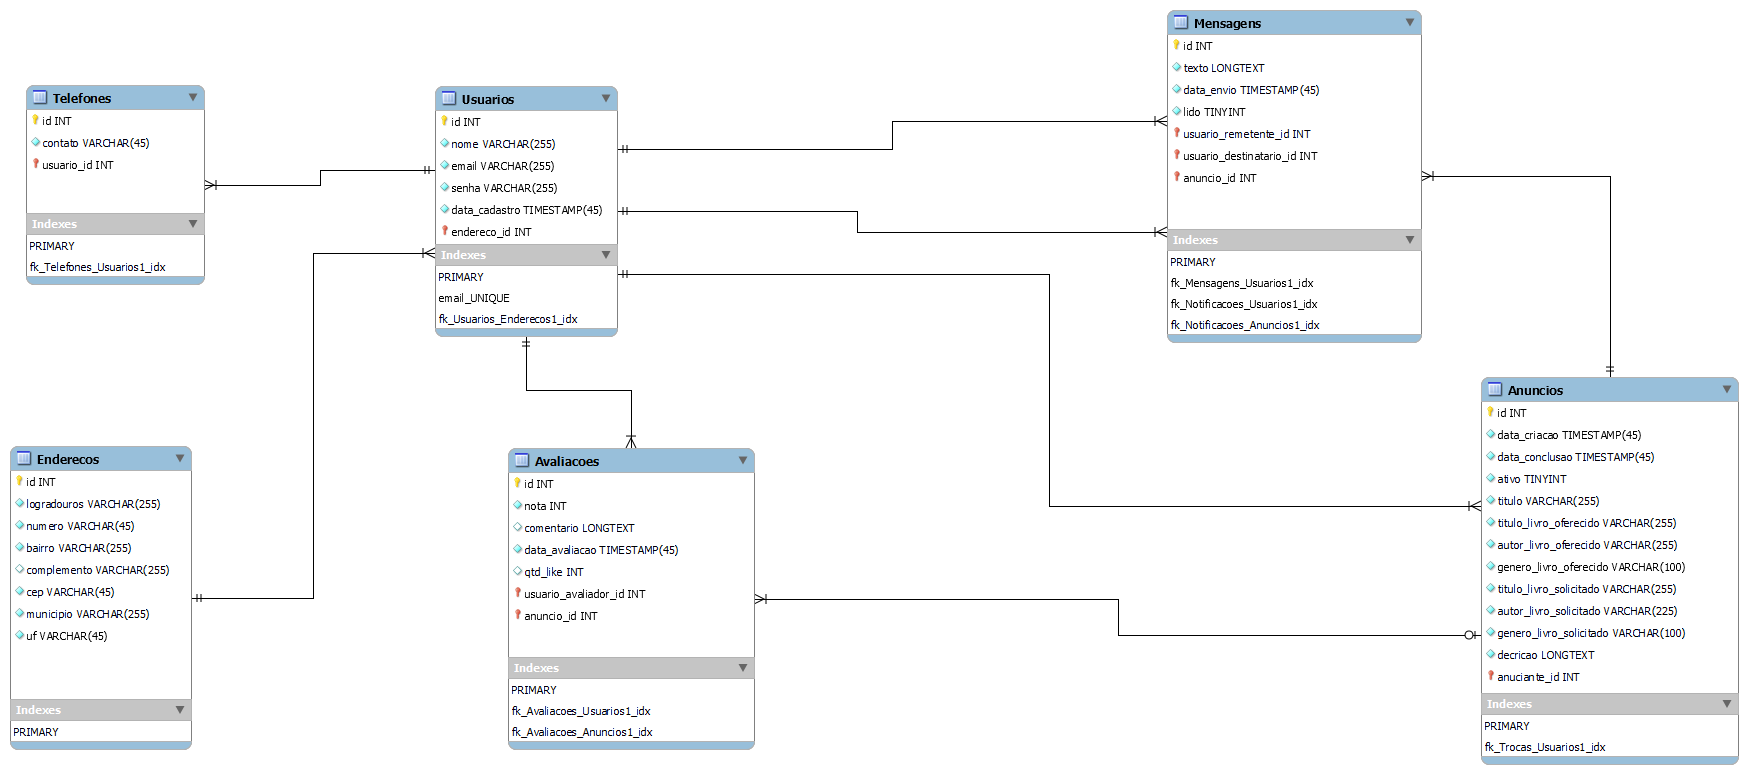 Telefones
id INT
contato VARCHAR(45)
usuario_id INT
Indexes
PRIMARY
fk_Telefones_Usuarios1_idx
Usuarios
id INT
nome VARCHAR(255)
email VARCHAR(255)
senha VARCHAR(255)
data_cadastro TIMESTAMP(45)
endereco_id INT
Indexes
PRIMARY
email_UNIQUE
fk_Usuarios_Enderecos1_idx
Mensagens
id INT
texto LONGTEXT
data_envio TIMESTAMP(45)
lido TINYINT
usuario_remetente_id INT
usuario_destinatario_id INT
anuncio_id INT
Indexes
PRIMARY
fk_Mensagens_Usuarios1_idx
fk_Notificacoes_Usuarios1_idx
fk_Notificacoes_Anuncios1_idx
Enderecos
id INT
logradouros VARCHAR(255)
numero VARCHAR(45)
bairro VARCHAR(255)
complemento VARCHAR(255)
cep VARCHAR(45)
municipio VARCHAR(255)
uf VARCHAR(45)
Indexes
PRIMARY
Avaliacoes
id INT
nota INT
comentario LONGTEXT
data_avaliacao TIMESTAMP(45)
qtd_like INT
usuario_avaliador_id INT
anuncio_id INT
Indexes
PRIMARY
fk_Avaliacoes_Usuarios1_idx
fk_Avaliacoes_Anuncios1_idx
Anuncios
id INT
data_criacao TIMESTAMP(45)
data_conclusao TIMESTAMP(45)
ativo TINYINT
titulo VARCHAR(255)
titulo_livro_oferecido VARCHAR(255)
autor_livro_oferecido VARCHAR(255)
genero_livro_oferecido VARCHAR(100)
titulo_livro_solicitado VARCHAR(255)
autor_livro_solicitado VARCHAR(225)
genero_livro_solicitado VARCHAR(100)
decricao LONGTEXT
anuciante_id INT
Indexes
PRIMARY
fk_Trocas_Usuarios1_idx